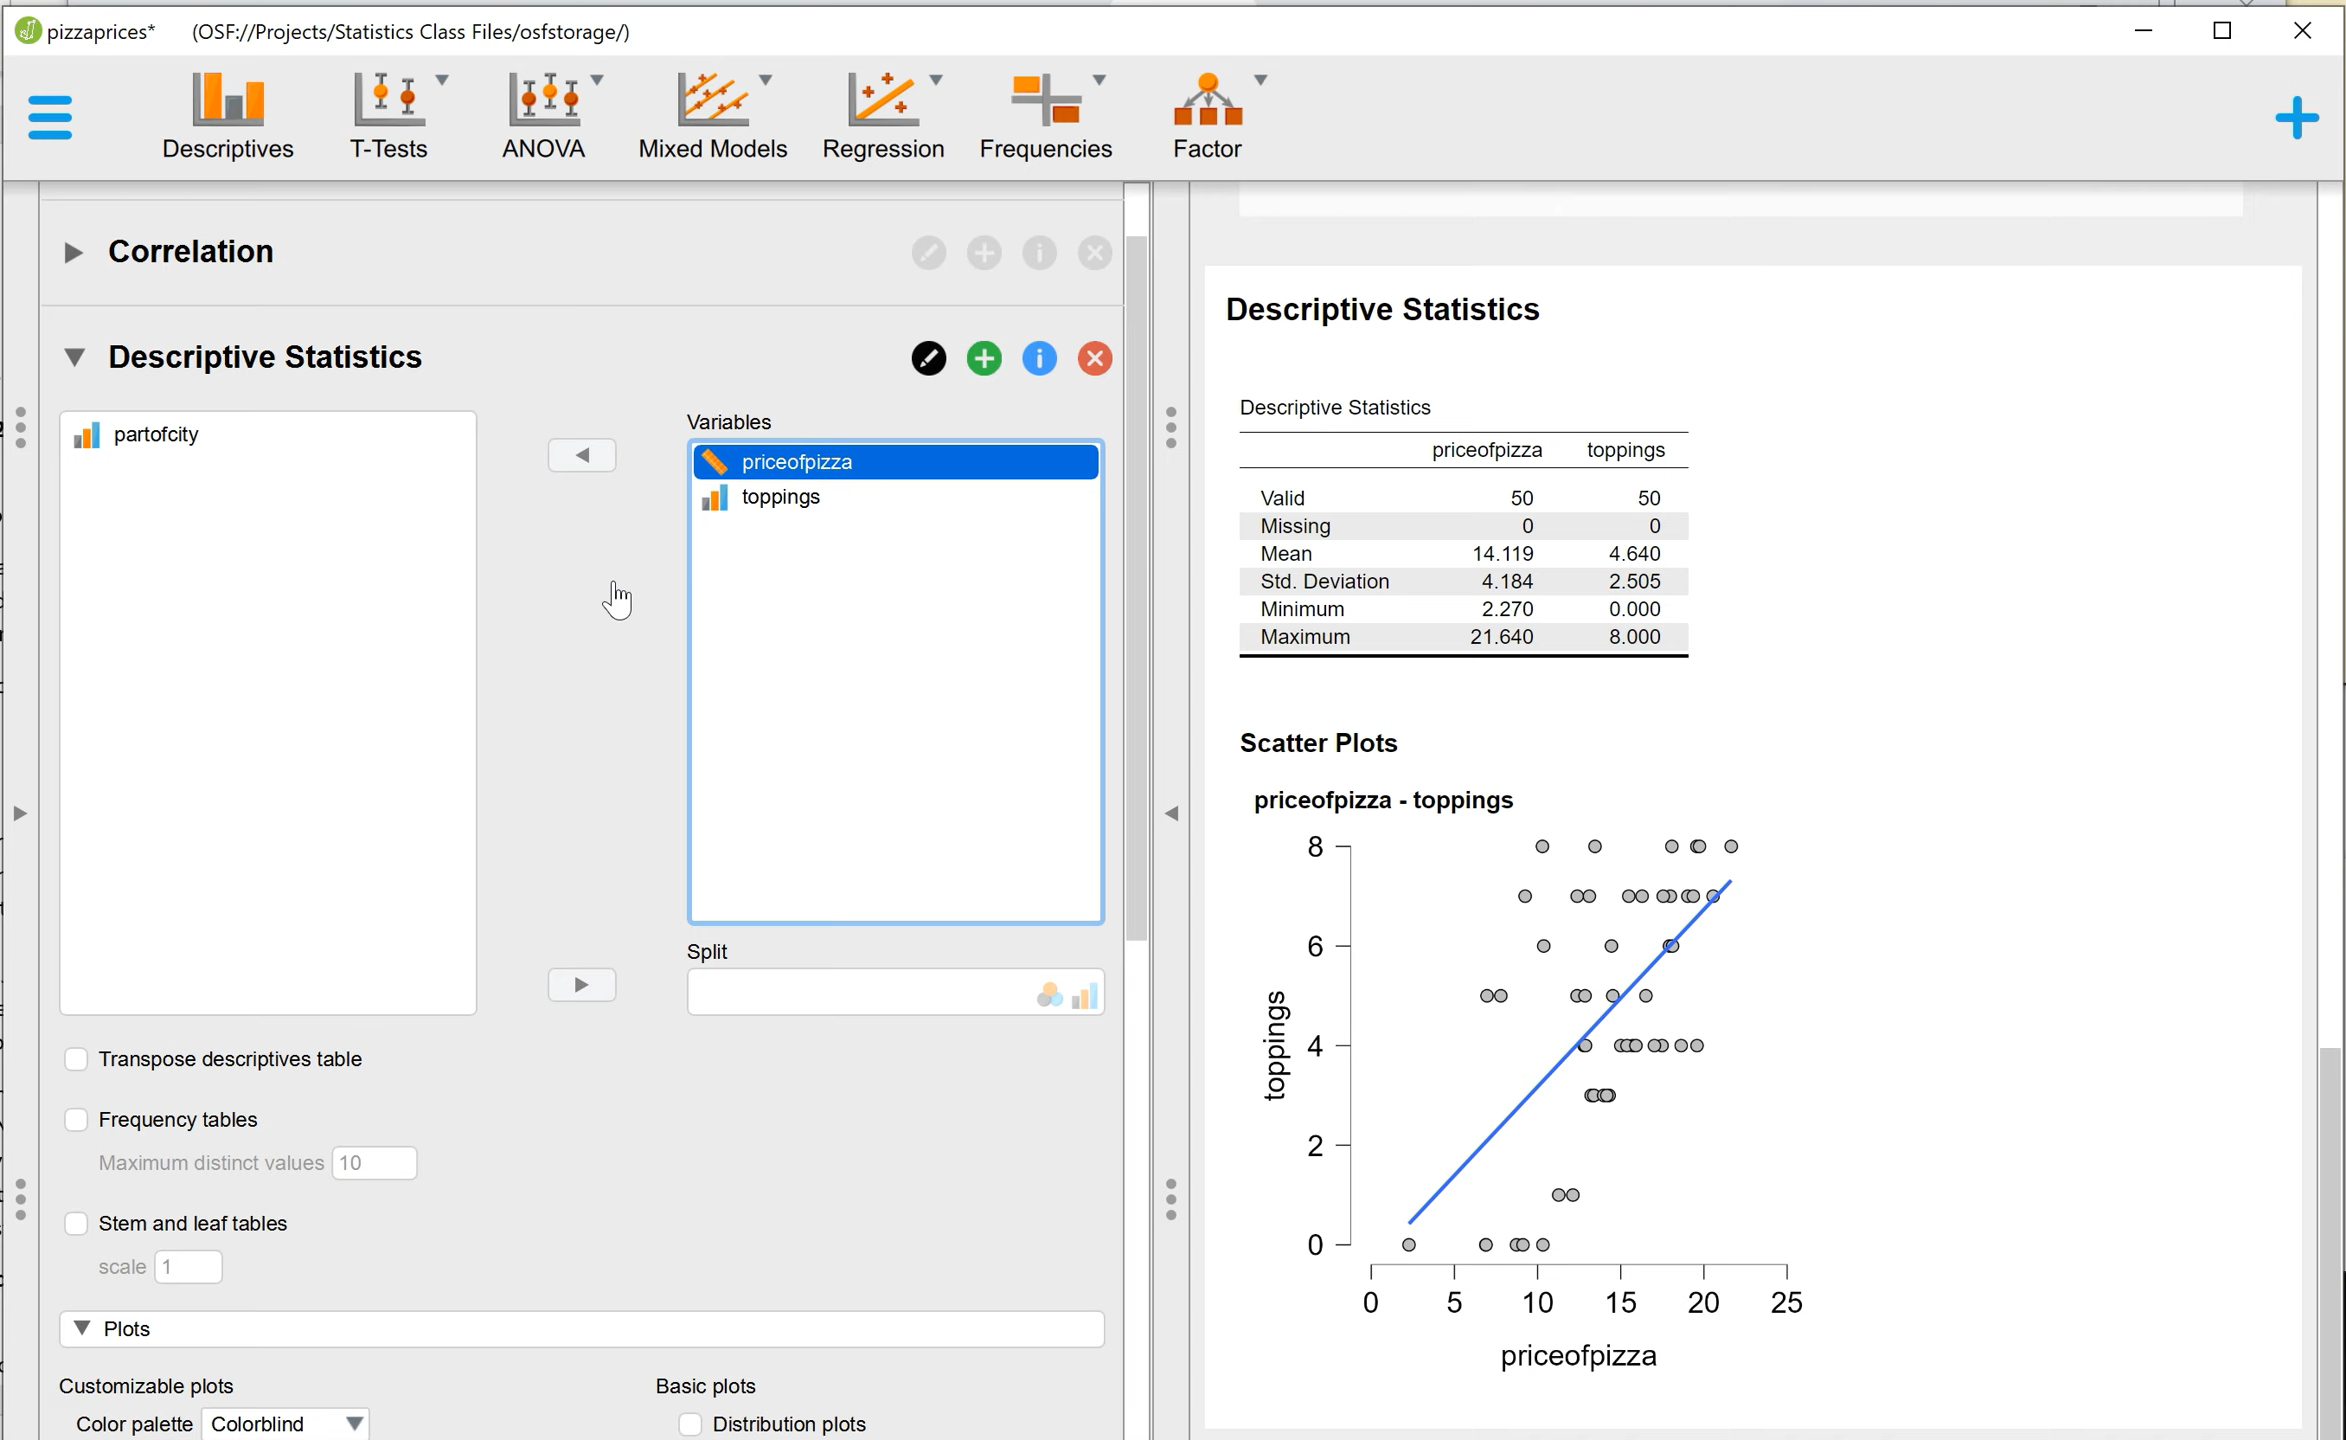 pizzaprices* (OSF://Projects/Statistics Class Files/osfstorage/)
Descriptives T-Tests ANOVA Mixed Models Regression Frequencies Factor
Correlation
Descriptive Statistics
partofcity
Variables
priceofpizza
toppings
Split
Transpose descriptives table
Frequency tables
Maximum distinct values 10
Stem and leaf tables
scale 1
Plots
Customizable plots
Color palette Colorblind
Basic plots
Distribution plots
Descriptive Statistics
Descriptive Statistics
priceofpizza toppings
Valid 50 50
Missing 0 0
Mean 14.119 4.640
Std. Deviation 4.184 2.505
Minimum 2.270 0.000
Maximum 21.640 8.000
Scatter Plots
priceofpizza - toppings
8
6
4
2
0
toppings
0 5 10 15 20 25
priceofpizza